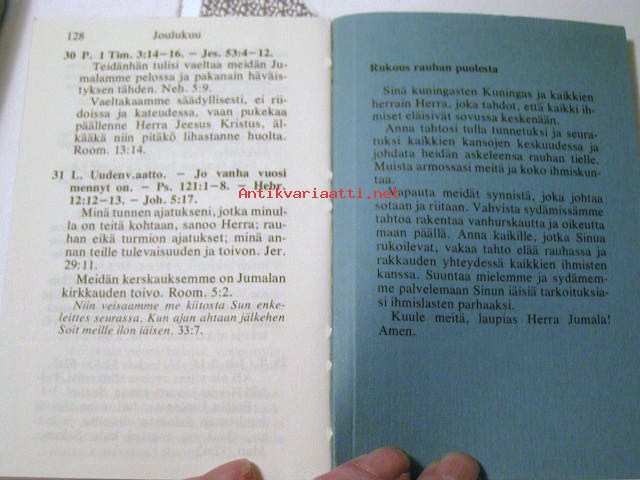 128 Joulukuu
30 P. 1 Tim. 3:14–16. – Jes. 53:4–12.
Teidänhän tulisi vaeltaa meidän Ju-
malamme pelossa ja pakanain häväis-
tyksen tähden. Neh. 5:9.
Vaeltakaamme säädyllisesti, ei rii-
doissa ja kateudessa, vaan pukekaa
päällenne Herra Jeesus Kristus, äl-
kääkä niin pitäkö lihastanne huolta.
Room. 13:14.
31 L. Uudenv.aatto. – Jo vanha vuosi
mennyt on. – Ps. 121:1–8. – Hebr.
12:12–13. – Joh. 5:17.
Minä tunnen ajatukseni, jotka minul-
la on teitä kohtaan, sanoo Herra; rau-
han eikä turmion ajatukset; minä an-
nan teille tulevaisuuden ja toivon. Jer.
29:11.
Meidän kerskauksemme on Jumalan
kirkkauden toivo. Room. 5:2.
Niin veisaamme me kiitosta Sun enke-
leittes seurassa, Kun ajan ahtaan jälkehen
Soit meille ilon iäisen. 33:7.
Antikvariaatti.net
Rukous rauhan puolesta
Sinä kuningasten Kuningas ja kaikkien
herrain Herra, joka tahdot, että kaikki ih-
miset eläisivät sovussa keskenään.
Anna tahtosi tulla tunnetuksi ja seura-
tuksi kaikkien kansojen keskuudessa ja
johdata heidän askeleensa rauhan tielle.
Muista armossasi meitä ja koko ihmiskun-
taa.
Vapauta meidät synnistä, joka johtaa
sotaan ja riitaan. Vahvista sydämissämme
tahtoa rakentaa vanhurskautta ja oikeutta
maan päällä. Anna kaikille, jotka Sinua
rukoilevat, vakaa tahto elää rauhassa ja
rakkauden yhteydessä kaikkien ihmisten
kanssa. Suuntaa mielemme ja sydämem-
me palvelemaan Sinun iäisiä tarkoituksia-
si ihmislasten parhaaksi.
Kuule meitä, laupias Herra Jumala!
Amen.